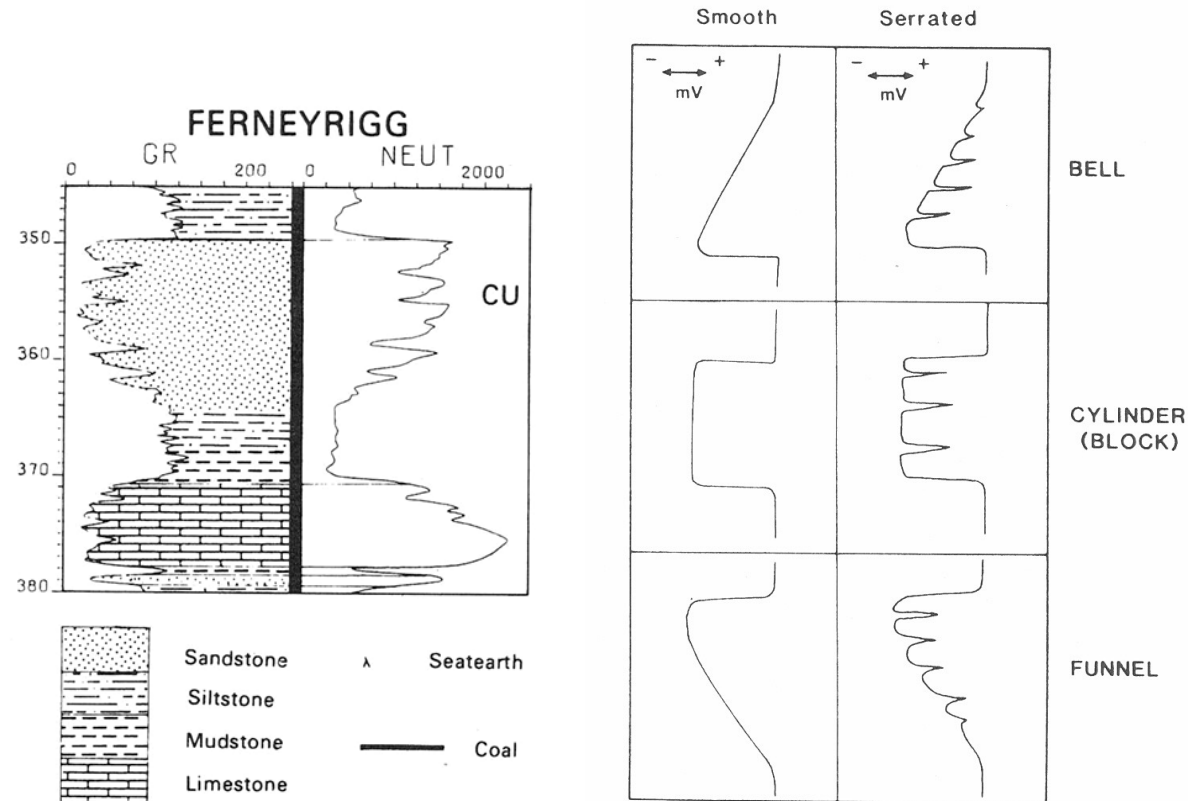 FERNEYRIGG
GR NEUT
0 200 0 2000
350
CU
360
370
380
Sandstone
Siltstone
Mudstone
Limestone
λ Seatearth
Coal
Smooth Serrated
- + - +
mV mV
BELL
CYLINDER
(BLOCK)
FUNNEL